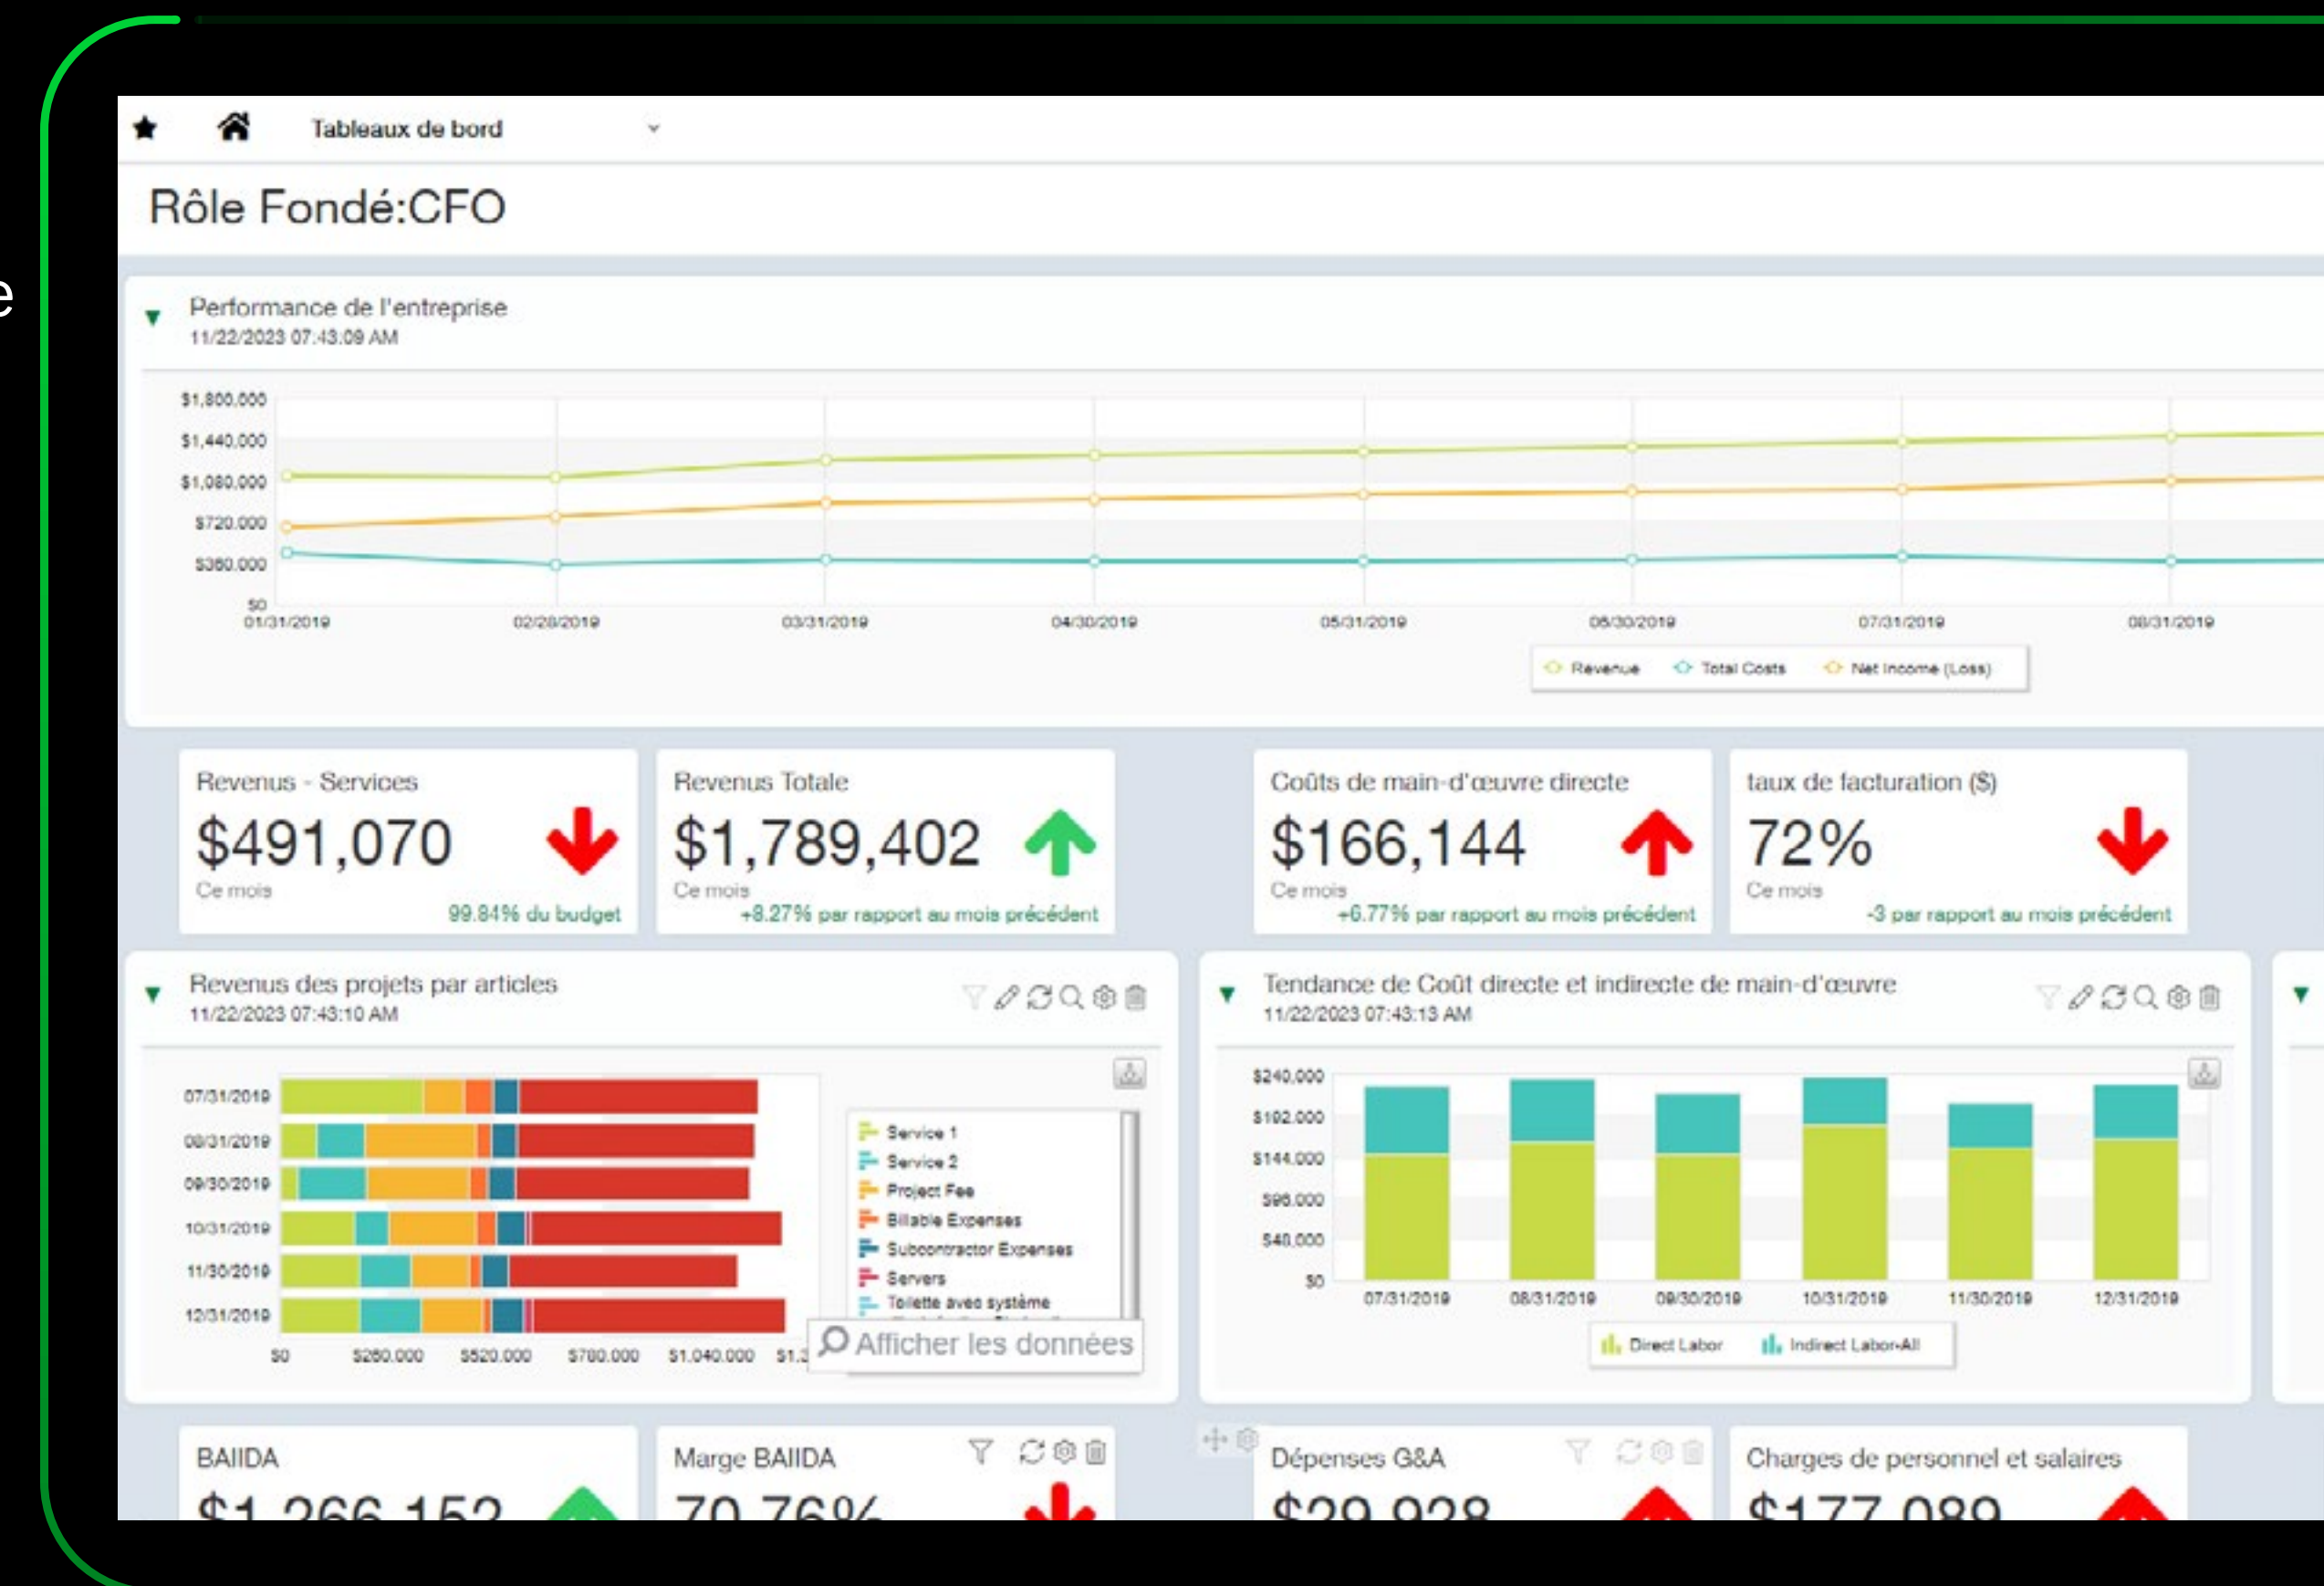 e
Tableaux de bord
Rôle Fondé:CFO
Performance de l'entreprise
11/22/2023 07:43:09 AM
$1,800,000
$1,440,000
$1,080,000
$720,000
$360,000
$0
01/31/2019 02/28/2019 03/31/2019 04/30/2019 05/31/2019 06/30/2019 07/31/2019 08/31/2019
Revenue Total Costs Net Income (Loss)
Revenus - Services
$491,070
Ce mois
99.84% du budget
Revenus Totale
$1,789,402
Ce mois
+8.27% par rapport au mois précédent
Coûts de main-d'œuvre directe
$166,144
Ce mois
+6.77% par rapport au mois précédent
taux de facturation ($)
72%
Ce mois
-3 par rapport au mois précédent
Revenus des projets par articles
11/22/2023 07:43:10 AM
07/31/2019
08/31/2019
09/30/2019
10/31/2019
11/30/2019
12/31/2019
$0 $260,000 $520,000 $780,000 $1,040,000 $1,3
Service 1
Service 2
Project Fee
Billable Expenses
Subcontractor Expenses
Servers
Toilette avec système
Afficher les données
Tendance de Coût directe et indirecte de main-d'œuvre
11/22/2023 07:43:13 AM
$240,000
$192,000
$144,000
$96,000
$48,000
$0
07/31/2019 08/31/2019 09/30/2019 10/31/2019 11/30/2019 12/31/2019
Direct Labor Indirect Labor-All
BAIIDA
$1,266,152
Marge BAIIDA
70.76%
Dépenses G&A
$29,928
Charges de personnel et salaires
$177,089